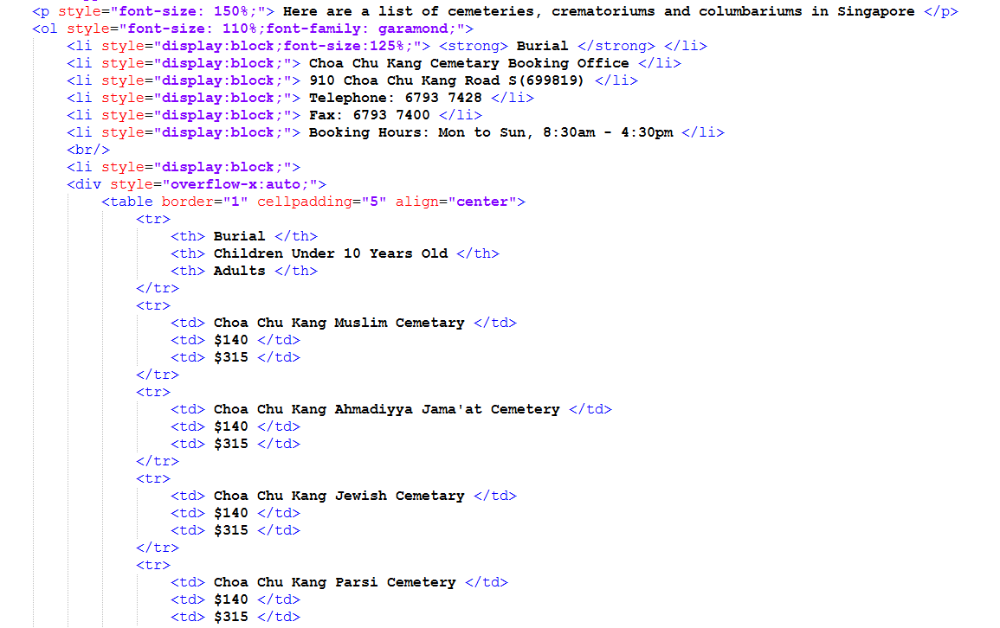 <p style="font-size: 150%;"> Here are a list of cemeteries, crematoriums and columbariums in Singapore </p>
<ol style="font-size: 110%;font-family: garamond;">
<li style="display:block;font-size:125%;"> <strong> Burial </strong> </li>
<li style="display:block;"> Choa Chu Kang Cemetary Booking Office </li>
<li style="display:block;"> 910 Choa Chu Kang Road S(699819) </li>
<li style="display:block;"> Telephone: 6793 7428 </li>
<li style="display:block;"> Fax: 6793 7400 </li>
<li style="display:block;"> Booking Hours: Mon to Sun, 8:30am - 4:30pm </li>
<br/>
<li style="display:block;">
<div style="overflow-x:auto;">
<table border="1" cellpadding="5" align="center">
<tr>
<th> Burial </th>
<th> Children Under 10 Years Old </th>
<th> Adults </th>
</tr>
<tr>
<td> Choa Chu Kang Muslim Cemetary </td>
<td> $140 </td>
<td> $315 </td>
</tr>
<tr>
<td> Choa Chu Kang Ahmadiyya Jama'at Cemetery </td>
<td> $140 </td>
<td> $315 </td>
</tr>
<tr>
<td> Choa Chu Kang Jewish Cemetary </td>
<td> $140 </td>
<td> $315 </td>
</tr>
<tr>
<td> Choa Chu Kang Parsi Cemetery </td>
<td> $140 </td>
<td> $315 </td>